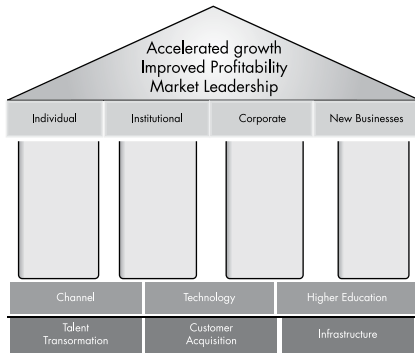 Accelerated growth
Improved Profitability
Market Leadership
Individual
Institutional
Corporate
New Businesses
Channel
Technology
Higher Education
Talent
Transormation
Customer
Acquisition
Infrastructure